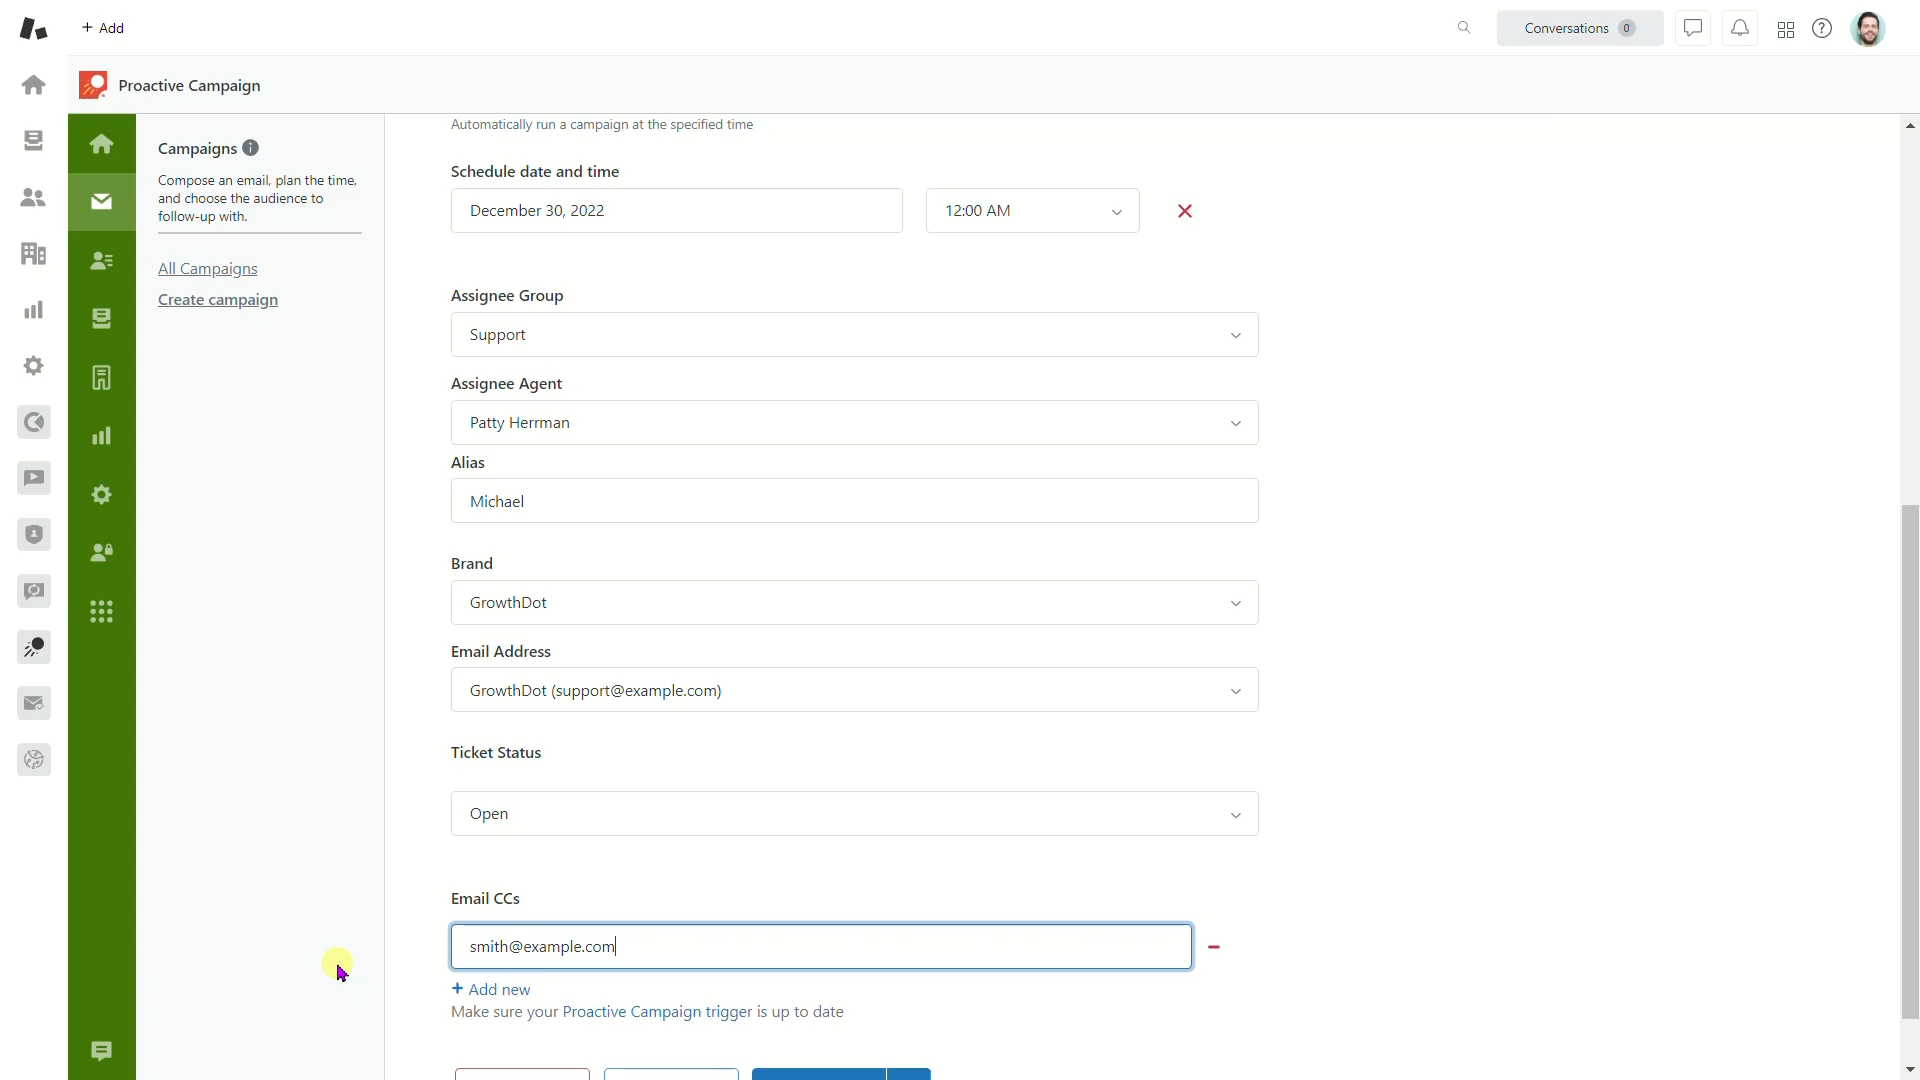 + Add
Conversations 0
Proactive Campaign
Campaigns
Compose an email, plan the time,
and choose the audience to
follow-up with.
All Campaigns
Create campaign
Automatically run a campaign at the specified time
Schedule date and time
December 30, 2022
12:00 AM
Assignee Group
Support
Assignee Agent
Patty Herrman
Alias
Michael
Brand
GrowthDot
Email Address
GrowthDot (support@example.com)
Ticket Status
Open
Email CCs
smith@example.com
+ Add new
Make sure your Proactive Campaign trigger is up to date